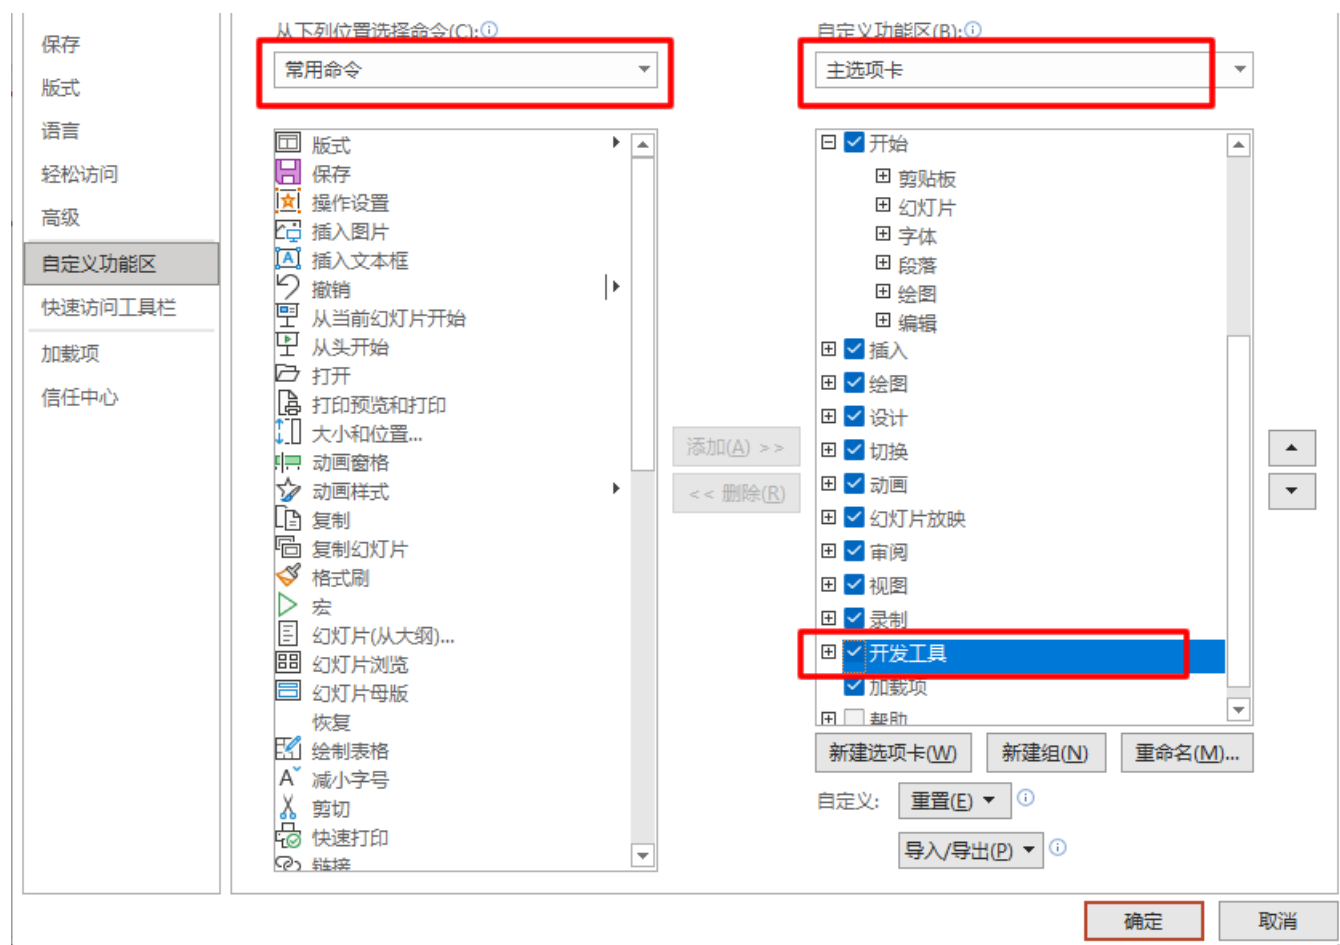 保存
版式
语言
轻松访问
高级
自定义功能区
快速访问工具栏
加载项
信任中心
从下列位置选择命令(C):
常用命令
版式
保存
操作设置
插入图片
插入文本框
撤销
从当前幻灯片开始
从头开始
打开
打印预览和打印
大小和位置...
动画窗格
动画样式
复制
复制幻灯片
格式刷
宏
幻灯片(从大纲)...
幻灯片浏览
幻灯片母版
恢复
绘制表格
减小字号
剪切
快速打印
链接
添加(A) >>
<< 删除(R)
自定义功能区(B):
主选项卡
开始
剪贴板
幻灯片
字体
段落
绘图
编辑
插入
绘图
设计
切换
动画
幻灯片放映
审阅
视图
录制
开发工具
加载项
帮助
新建选项卡(W)
新建组(N)
重命名(M)...
自定义:
重置(E)
导入/导出(P)
确定
取消